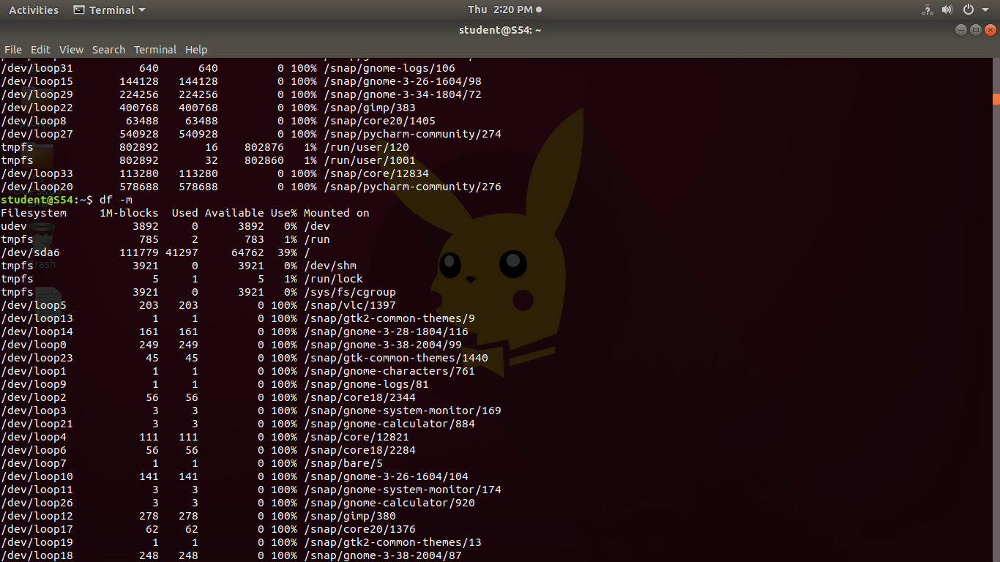 Activities Terminal Thu 2:20 PM
student@S54: ~
File Edit View Search Terminal Help
/dev/loop31 640 640 0 100% /snap/gnome-logs/106
/dev/loop15 144128 144128 0 100% /snap/gnome-3-26-1604/98
/dev/loop29 224256 224256 0 100% /snap/gnome-3-34-1804/72
/dev/loop22 400768 400768 0 100% /snap/gimp/383
/dev/loop8 63488 63488 0 100% /snap/core20/1405
/dev/loop27 540928 540928 0 100% /snap/pycharm-community/274
tmpfs 802892 16 802876 1% /run/user/120
tmpfs 802892 32 802860 1% /run/user/1001
/dev/loop33 113280 113280 0 100% /snap/core/12834
/dev/loop20 578688 578688 0 100% /snap/pycharm-community/276
student@S54:~$ df -m
Filesystem 1M-blocks Used Available Use% Mounted on
udev 3892 0 3892 0% /dev
tmpfs 785 2 783 1% /run
/dev/sda6 111779 41297 64762 39% /
tmpfs 3921 0 3921 0% /dev/shm
Trash
tmpfs 5 1 5 1% /run/lock
tmpfs 3921 0 3921 0% /sys/fs/cgroup
/dev/loop5 203 203 0 100% /snap/vlc/1397
/dev/loop13 1 1 0 100% /snap/gtk2-common-themes/9
/dev/loop14 161 161 0 100% /snap/gnome-3-28-1804/116
/dev/loop0 249 249 0 100% /snap/gnome-3-38-2004/99
/dev/loop23 45 45 0 100% /snap/gtk-common-themes/1440
/dev/loop1 1 1 0 100% /snap/gnome-characters/761
/dev/loop9 1 1 0 100% /snap/gnome-logs/81
/dev/loop2 56 56 0 100% /snap/core18/2344
/dev/loop3 3 3 0 100% /snap/gnome-system-monitor/169
/dev/loop21 3 3 0 100% /snap/gnome-calculator/884
/dev/loop4 111 111 0 100% /snap/core/12821
/dev/loop6 56 56 0 100% /snap/core18/2284
/dev/loop7 1 1 0 100% /snap/bare/5
/dev/loop10 141 141 0 100% /snap/gnome-3-26-1604/104
/dev/loop11 3 3 0 100% /snap/gnome-system-monitor/174
/dev/loop26 3 3 0 100% /snap/gnome-calculator/920
/dev/loop12 278 278 0 100% /snap/gimp/380
/dev/loop17 62 62 0 100% /snap/core20/1376
/dev/loop19 1 1 0 100% /snap/gtk2-common-themes/13
/dev/loop18 248 248 0 100% /snap/gnome-3-38-2004/87